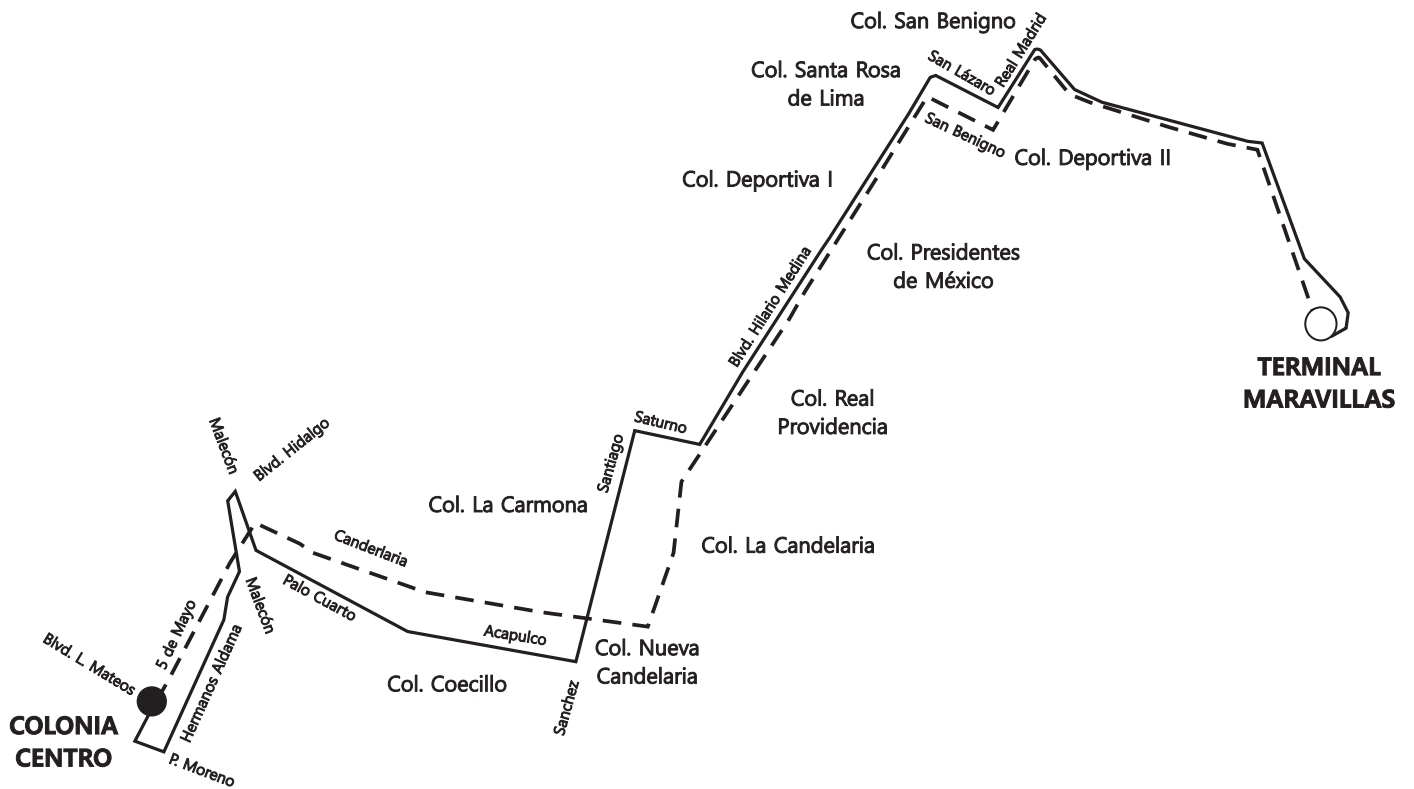 Col. San Benigno
Real Madrid
San Lázaro
Col. Santa Rosa
de Lima
San Benigno
Col. Deportiva II
Col. Deportiva I
Col. Presidentes
de México
Blvd. Hilario Medina
TERMINAL
MARAVILLAS
Col. Real
Providencia
Saturno
Santiago
Malecón
Blvd. Hidalgo
Col. La Carmona
Canderlaria
Col. La Candelaria
Palo Cuarto
Malecón
Acapulco
5 de Mayo
Blvd. L. Mateos
Hermanos Aldama
Col. Nueva
Candelaria
Col. Coecillo
Sanchez
COLONIA
CENTRO
P. Moreno